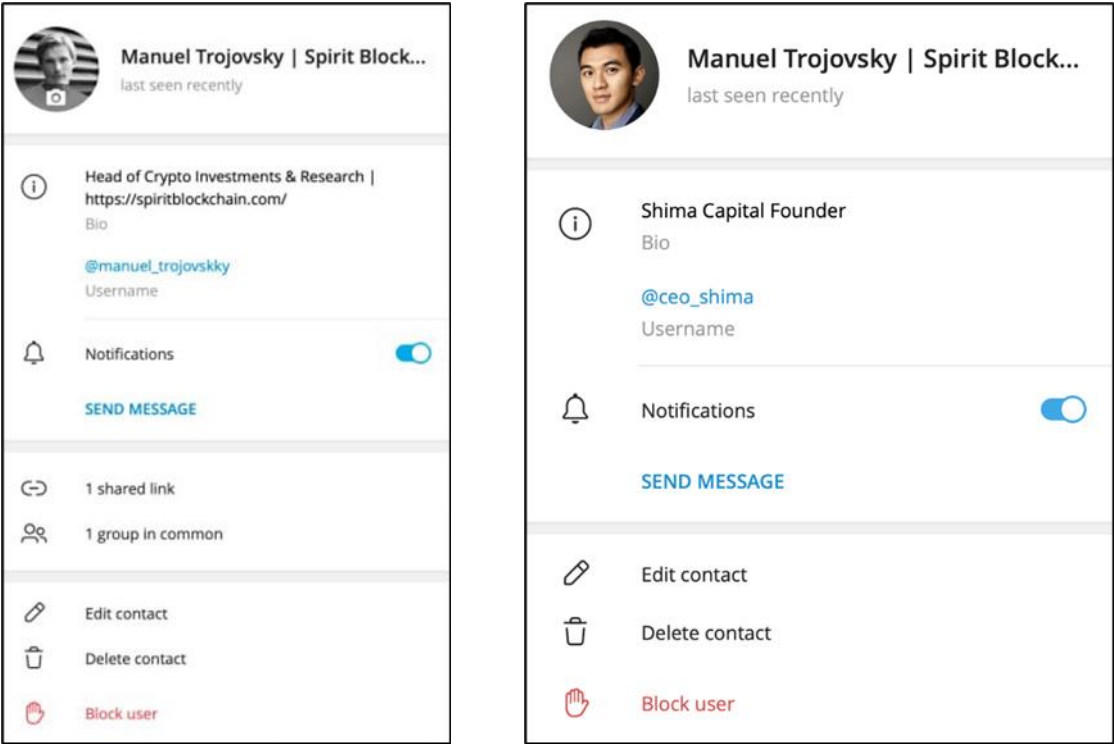 Manuel Trojovsky | Spirit Block...
last seen recently
Head of Crypto Investments & Research |
https://spiritblockchain.com/
Bio
@manuel_trojovskky
Username
Notifications
SEND MESSAGE
1 shared link
1 group in common
Edit contact
Delete contact
Block user
Manuel Trojovsky | Spirit Block...
last seen recently
Shima Capital Founder
Bio
@ceo_shima
Username
Notifications
SEND MESSAGE
Edit contact
Delete contact
Block user